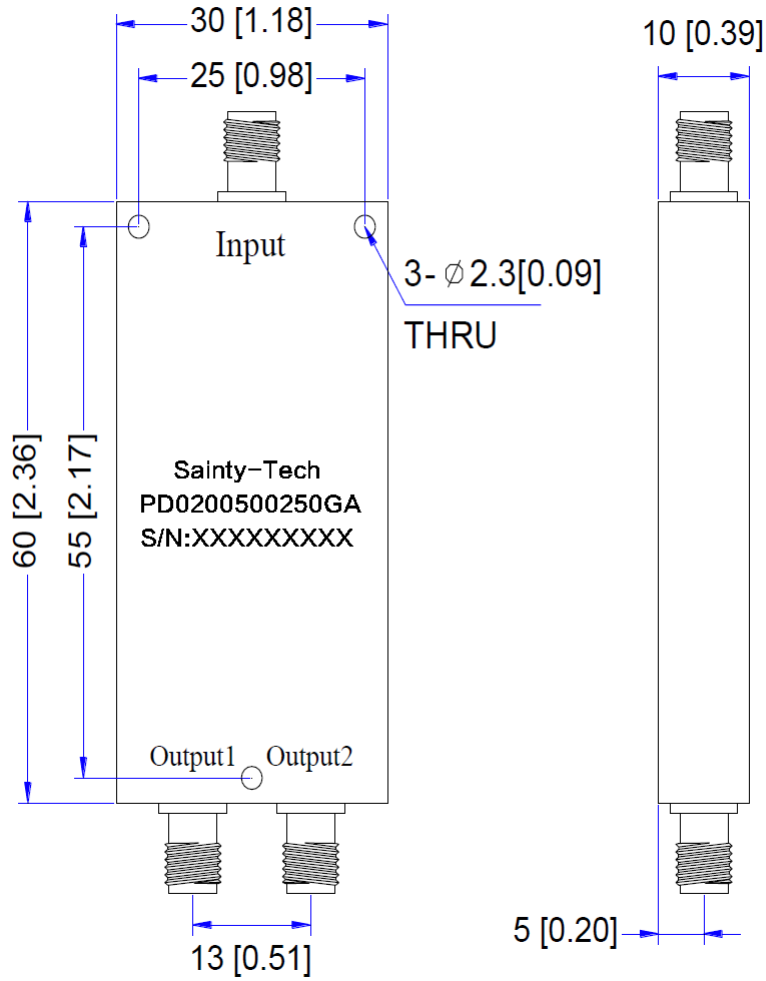 30 [1.18]
10 [0.39]
25 [0.98]
Input
3-⌀2.3[0.09]
THRU
60 [2.36]
55 [2.17]
Sainty-Tech
PD0200500250GA
S/N:XXXXXXXXX
Output1 Output2
5 [0.20]
13 [0.51]